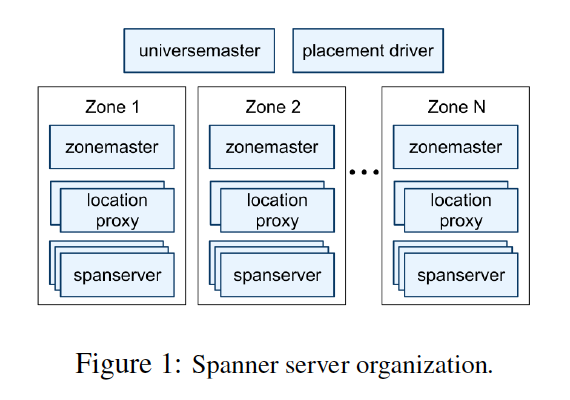 universemaster placement driver
Zone 1 Zone 2 Zone N
zonemaster zonemaster zonemaster
...
location location location
proxy proxy proxy
spanserver spanserver spanserver
Figure 1: Spanner server organization.